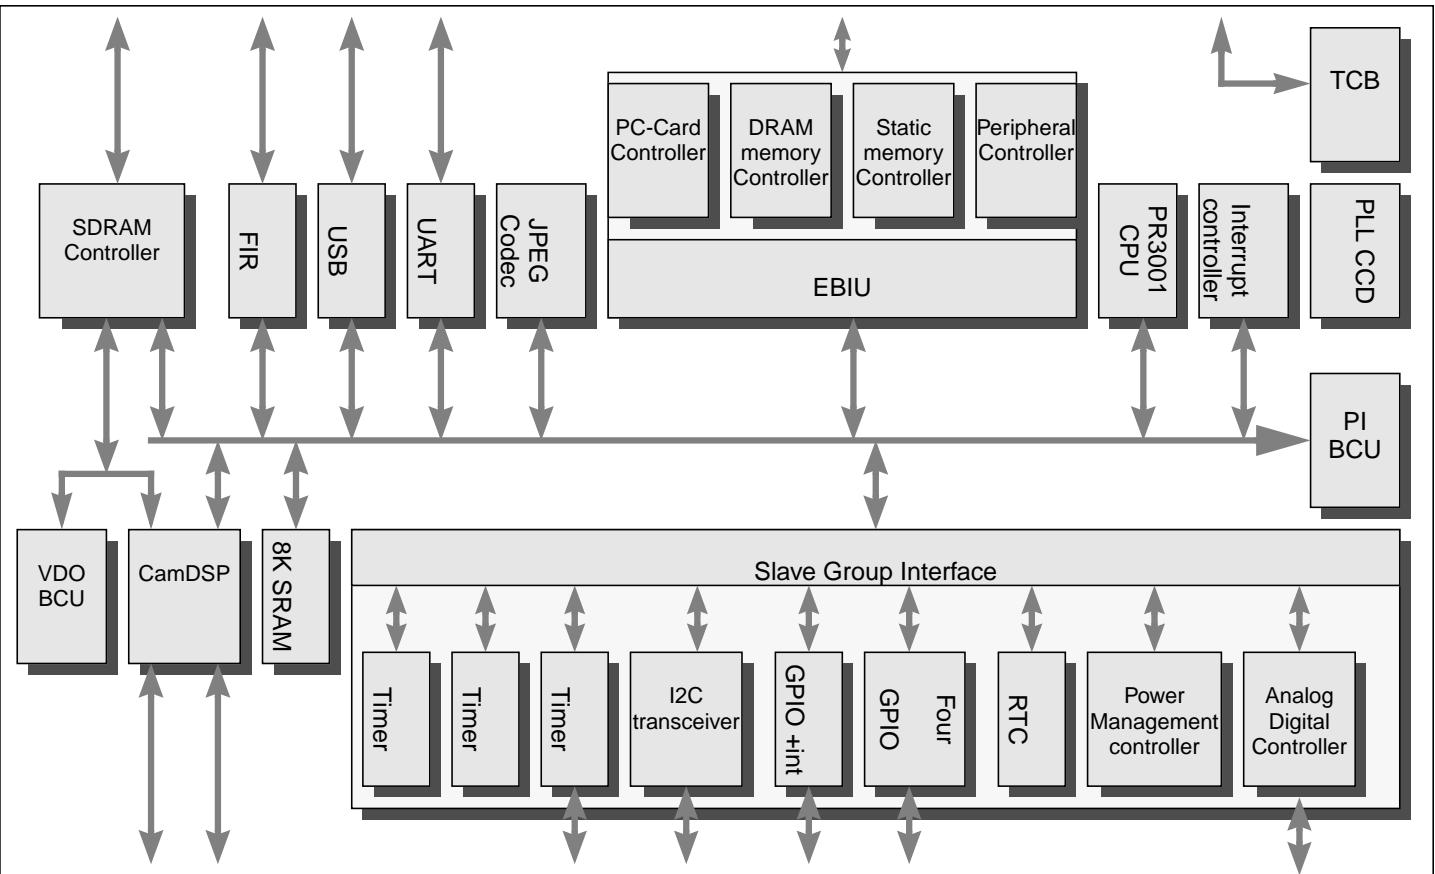 TCB
PC-Card
Controller
DRAM
memory
Controller
Static
memory
Controller
Peripheral
Controller
SDRAM
Controller
FIR
USB
UART
JPEG
Codec
EBIU
PR3001
CPU
Interrupt
controller
PLL CCD
PI
BCU
VDO
BCU
CamDSP
8K SRAM
Slave Group Interface
Timer
Timer
Timer
I2C
transceiver
GPIO +int
Four
GPIO
RTC
Power
Management
controller
Analog
Digital
Controller